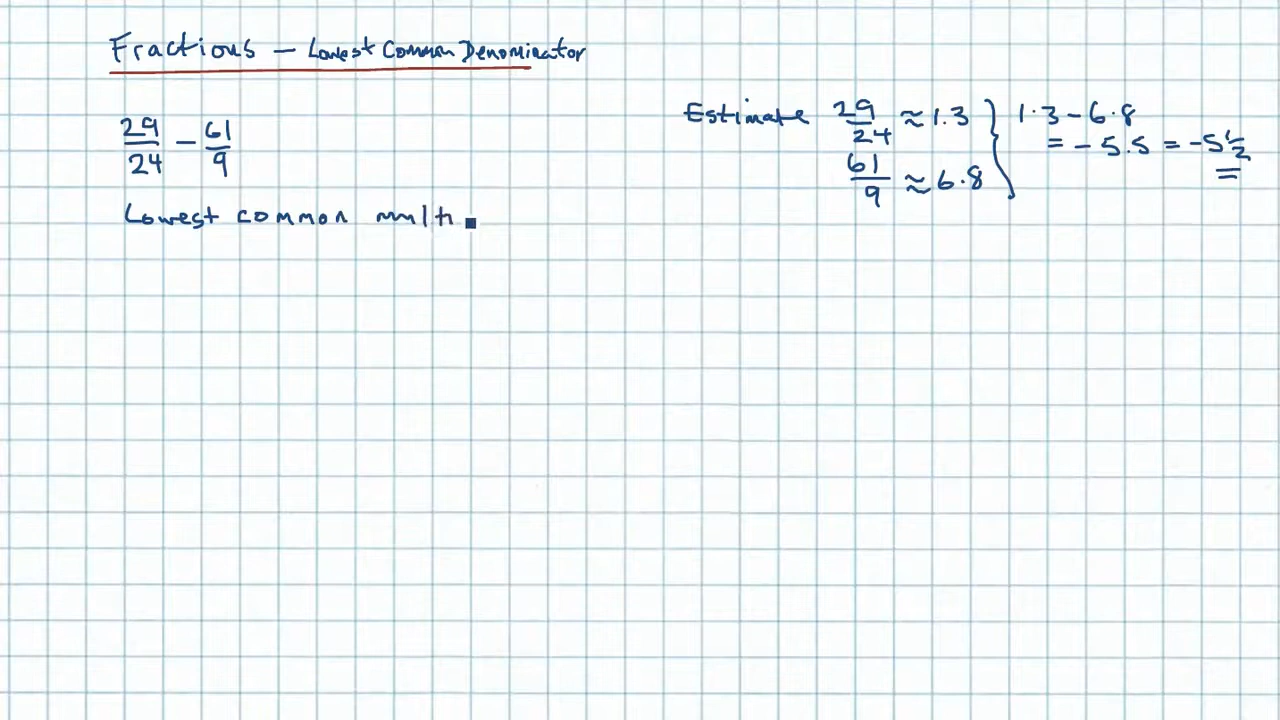 Fractions — Lowest Common Denominator
29/24 − 61/9
Lowest common multi
Estimate 29/24 ≈ 1.3
61/9 ≈ 6.8
} 1.3 − 6.8
= −5.5 = −5½